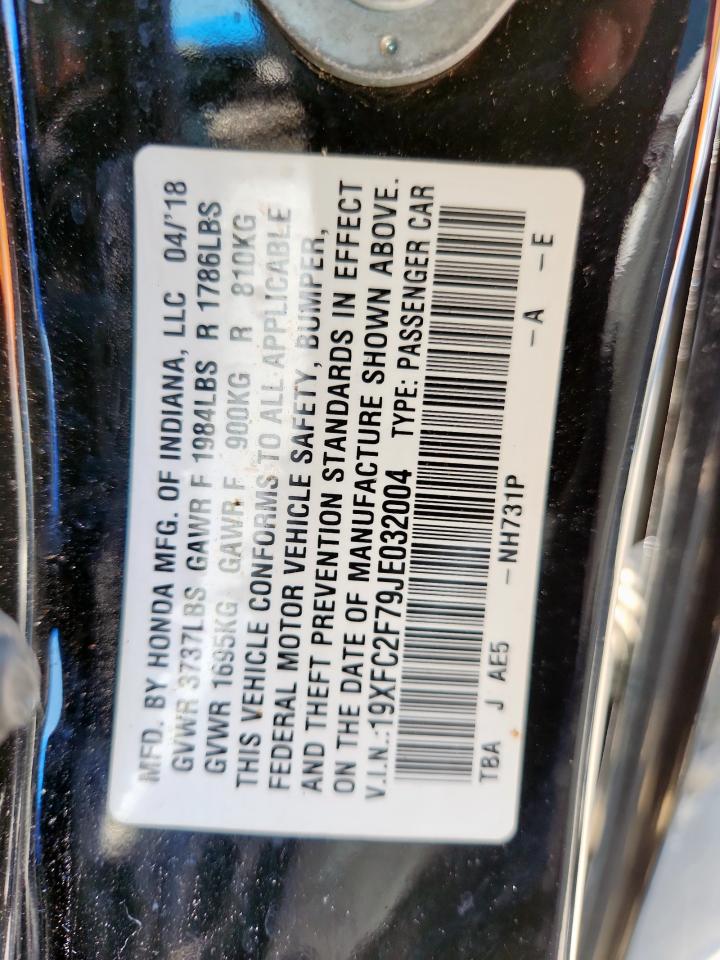 MFD. BY HONDA MFG. OF INDIANA, LLC 04/'18
GVWR 3737LBS GAWR F 1984LBS R 1786LBS
GVWR 1695KG GAWR F 900KG R 810KG
THIS VEHICLE CONFORMS TO ALL APPLICABLE
FEDERAL MOTOR VEHICLE SAFETY, BUMPER,
AND THEFT PREVENTION STANDARDS IN EFFECT
ON THE DATE OF MANUFACTURE SHOWN ABOVE.
V.I.N.:19XFC2F79JE032004 TYPE: PASSENGER CAR
TBA J AE5 -NH731P -A -E